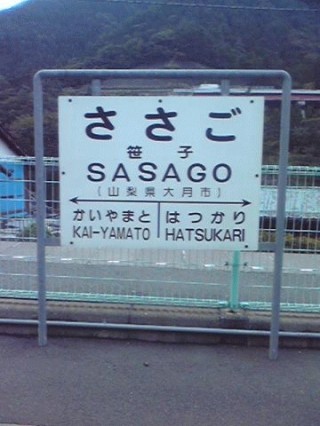 ささご
笹子
SASAGO
(山梨県大月市)
かいやまと はつかり
KAI-YAMATO HATSUKARI